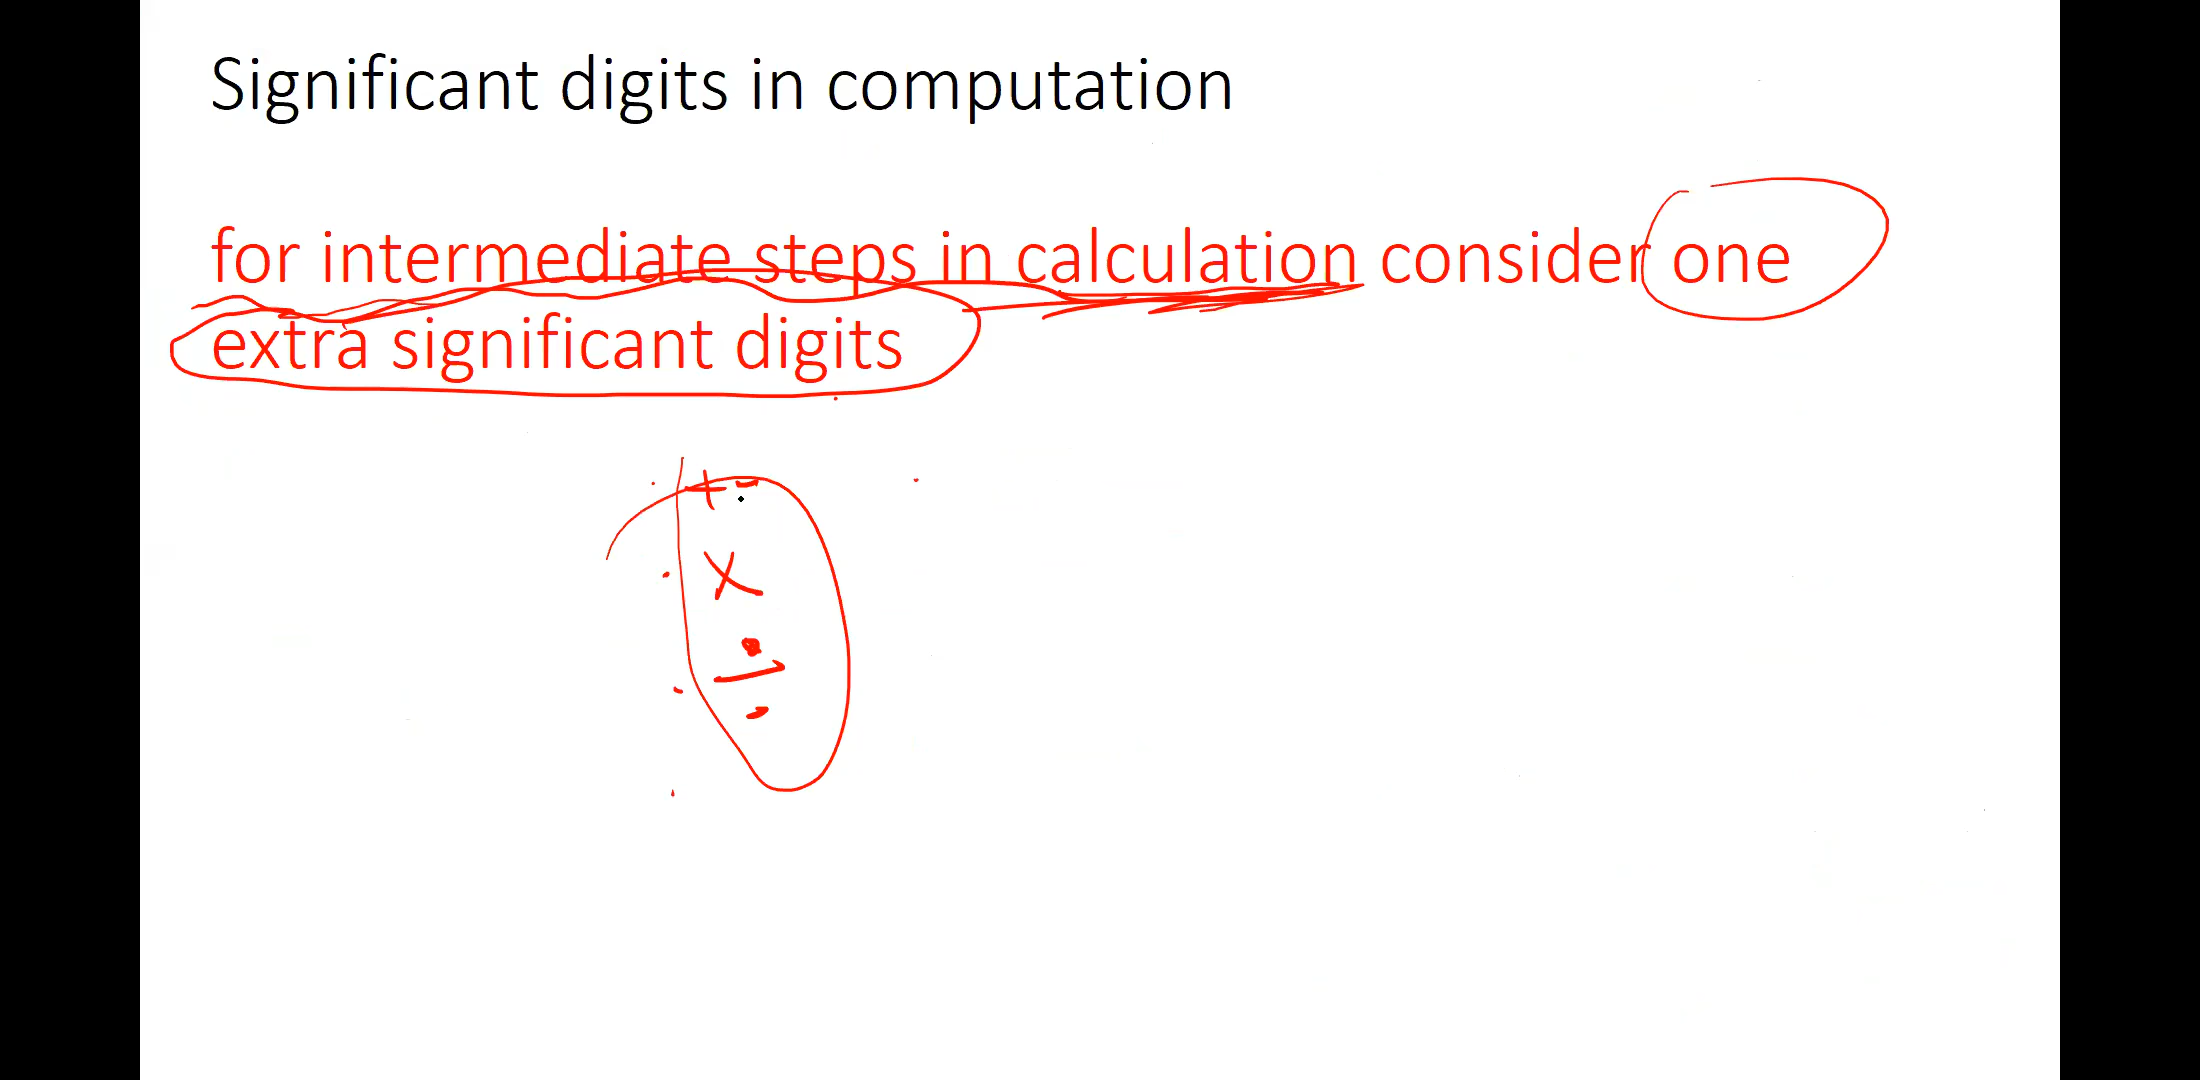 Significant digits in computation
for intermediate steps in calculation consider one
extra significant digits
+ -
×
÷